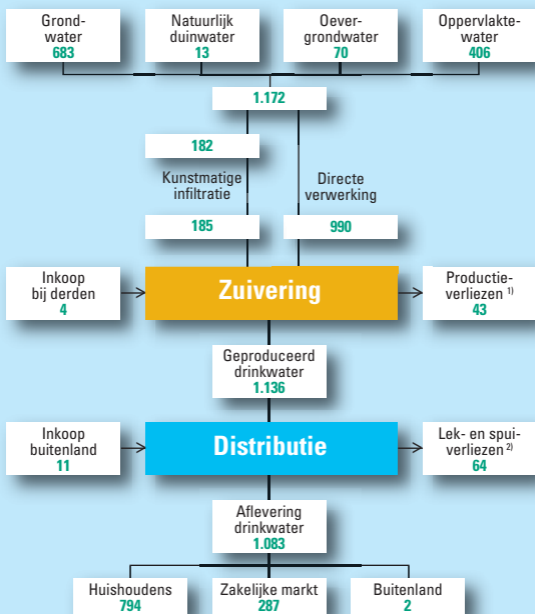 Grond-
water
683
Natuurlijk
duinwater
13
Oever-
grondwater
70
Oppervlakte-
water
406
1.172
182
Kunstmatige
infiltratie
185
Directe
verwerking
990
Inkoop
bij derden
4
Zuivering
Productie-
verliezen 1)
43
Geproduceerd
drinkwater
1.136
Inkoop
buitenland
11
Distributie
Lek- en spui-
verliezen 2)
64
Aflevering
drinkwater
1.083
Huishoudens
794
Zakelijke markt
287
Buitenland
2